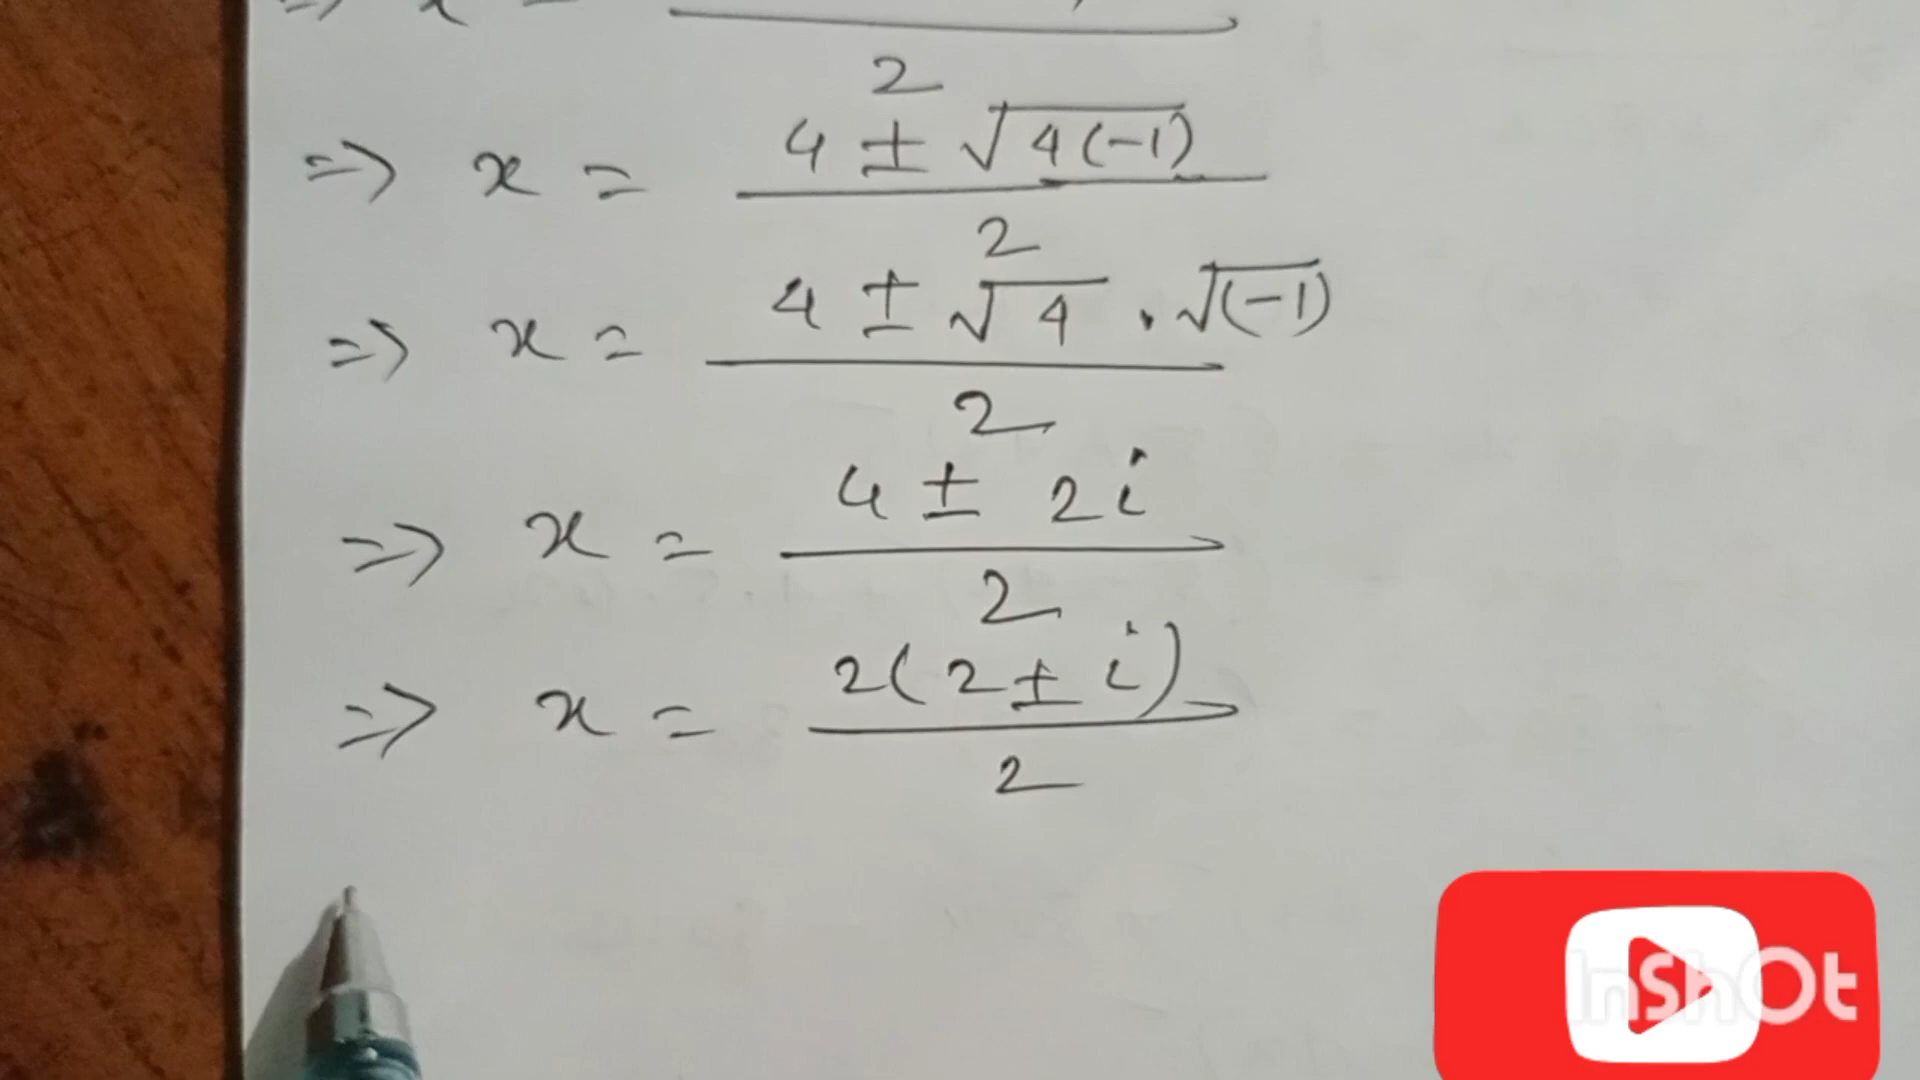 ⇒ x =
2
⇒ x = 4 ± √4(-1)
2
⇒ x = 4 ± √4 . √(-1)
2
⇒ x = 4 ± 2i
2
⇒ x = 2(2 ± i)
2
InShOt